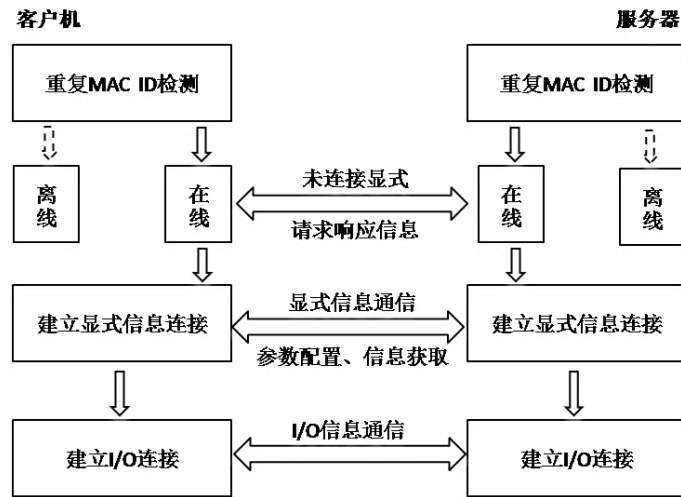 客户机 服务器
重复MAC ID检测 重复MAC ID检测
离线 在线 未连接显式 在线 离线
请求响应信息
建立显式信息连接 显式信息通信 建立显式信息连接
参数配置、信息获取
建立I/O连接 I/O信息通信 建立I/O连接